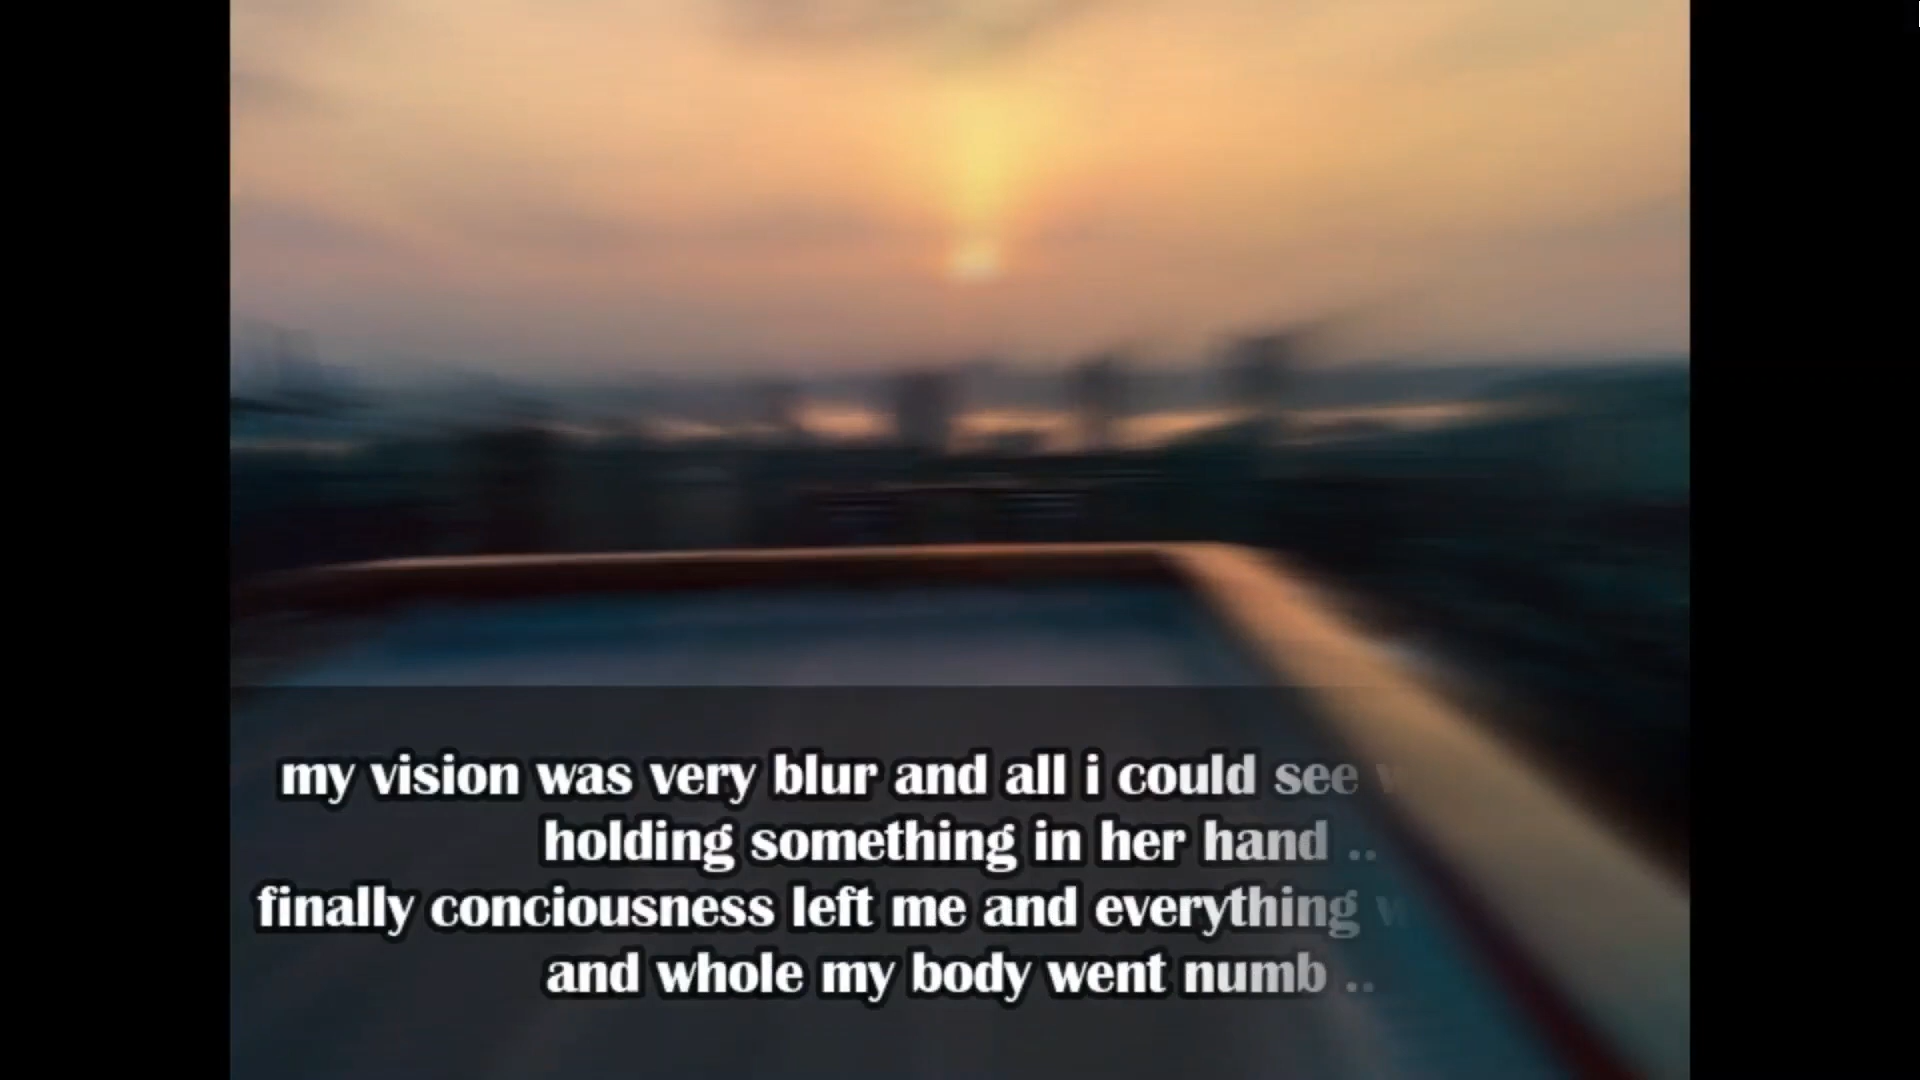 my vision was very blur and all i could see
holding something in her hand ..
finally conciousness left me and everything
and whole my body went numb ..